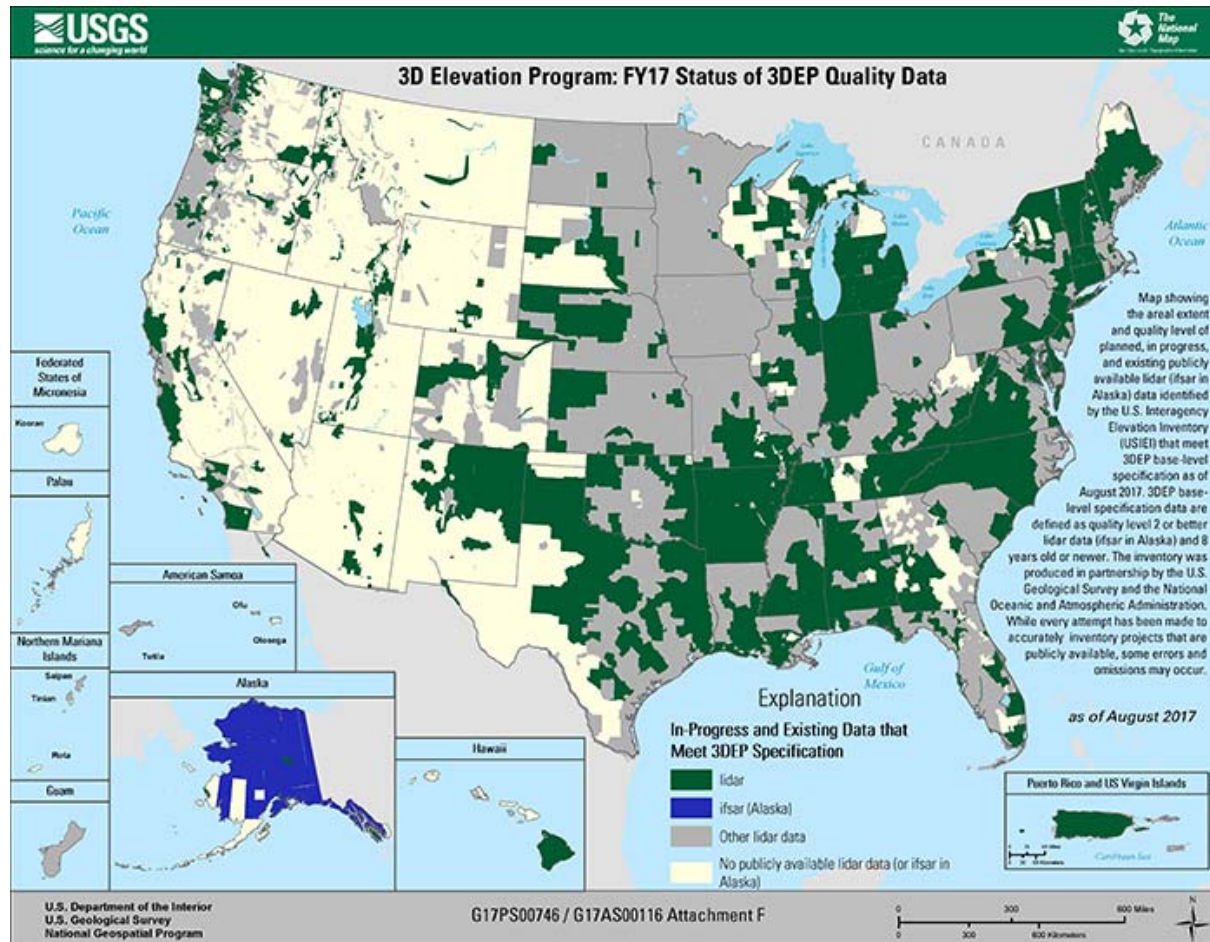 USGS
science for a changing world
The
National
Map
3D Elevation Program: FY17 Status of 3DEP Quality Data
CANADA
Lake
Superior
Lake
Huron
Pacific
Ocean
Atlantic
Ocean
Map showing
the areal extent
and quality level of
planned, in progress,
and existing publicly
available lidar (ifsar in
Alaska) data identified
by the U.S. Interagency
Elevation Inventory
(USIEI) that meet
3DEP base-level
specification as of
August 2017. 3DEP base-
level specification data are
defined as quality level 2 or better
lidar data (ifsar in Alaska) and 8
years old or newer. The inventory was
produced in partnership by the U.S.
Geological Survey and the National
Oceanic and Atmospheric Administration.
While every attempt has been made to
accurately inventory projects that are
publicly available, some errors and
omissions may occur.
as of August 2017
Federated
States of
Micronesia
Kosrae
Palau
American Samoa
Ofu
Olosega
Tutila
Northern Mariana
Islands
Saipan
Tinian
Rota
Guam
Alaska
Hawaii
Gulf of
Mexico
Explanation
In-Progress and Existing Data that
Meet 3DEP Specification
lidar
ifsar (Alaska)
Other lidar data
No publicly available lidar data (or ifsar in
Alaska)
Puerto Rico and US Virgin Islands
Caribbean Sea
U.S. Department of the Interior
U.S. Geological Survey
National Geospatial Program
G17PS00746 / G17AS00116 Attachment F
0 300 600 Miles
0 300 600 Kilometers
N